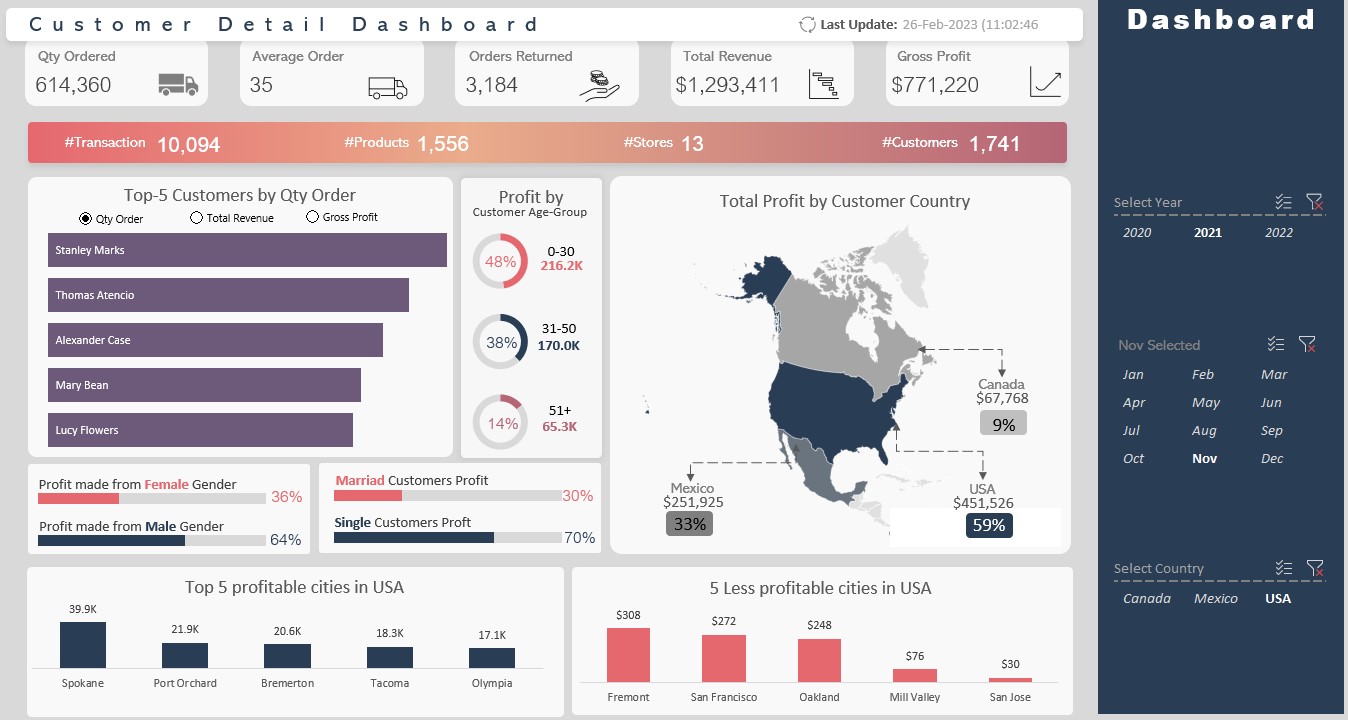 Customer Detail Dashboard
Last Update: 26-Feb-2023 (11:02:46
Dashboard
Qty Ordered
614,360
Average Order
35
Orders Returned
3,184
Total Revenue
$1,293,411
Gross Profit
$771,220
#Transaction 10,094
#Products 1,556
#Stores 13
#Customers 1,741
Top-5 Customers by Qty Order
Qty Order Total Revenue Gross Profit
Stanley Marks
Thomas Atencio
Alexander Case
Mary Bean
Lucy Flowers
Profit by
Customer Age-Group
48%
0-30
216.2K
38%
31-50
170.0K
14%
51+
65.3K
Total Profit by Customer Country
Canada
$67,768
9%
Mexico
$251,925
33%
USA
$451,526
59%
Profit made from Female Gender
36%
Profit made from Male Gender
64%
Marriad Customers Profit
30%
Single Customers Proft
70%
Top 5 profitable cities in USA
39.9K 21.9K 20.6K 18.3K 17.1K
Spokane Port Orchard Bremerton Tacoma Olympia
5 Less profitable cities in USA
$308 $272 $248 $76 $30
Fremont San Francisco Oakland Mill Valley San Jose
Select Year
2020 2021 2022
Nov Selected
Jan Feb Mar
Apr May Jun
Jul Aug Sep
Oct Nov Dec
Select Country
Canada Mexico USA